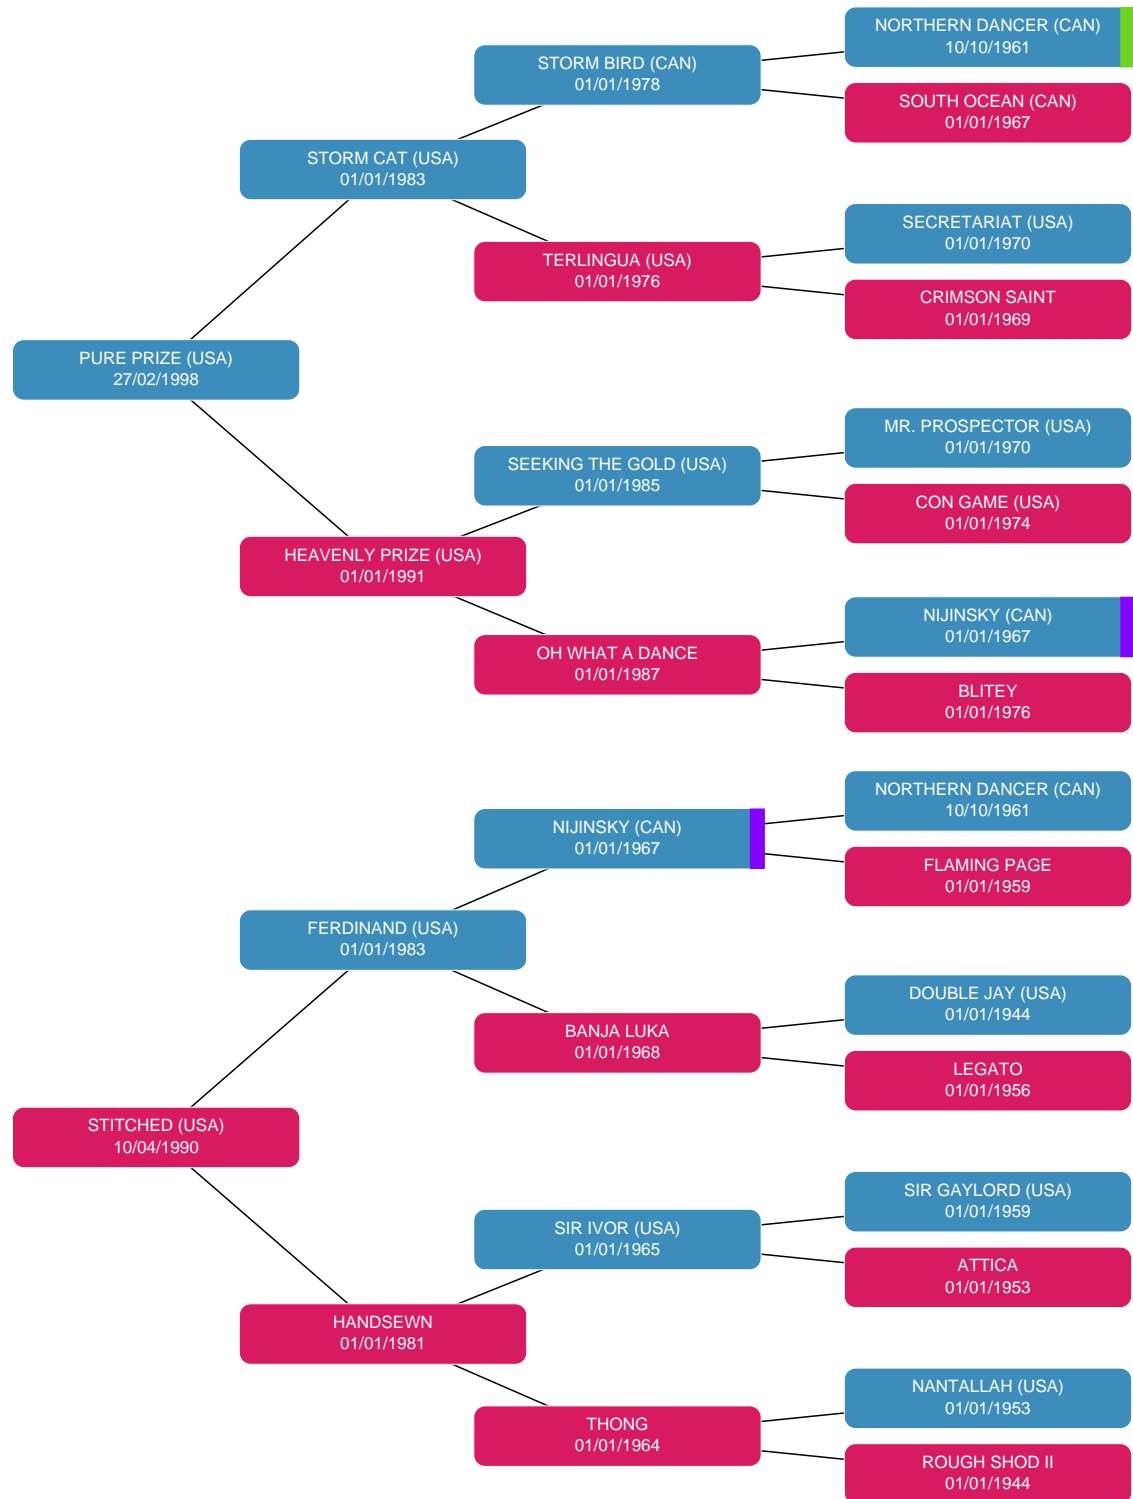 NORTHERN DANCER (CAN)
10/10/1961
STORM BIRD (CAN)
01/01/1978
SOUTH OCEAN (CAN)
01/01/1967
STORM CAT (USA)
01/01/1983
SECRETARIAT (USA)
01/01/1970
TERLINGUA (USA)
01/01/1976
CRIMSON SAINT
01/01/1969
PURE PRIZE (USA)
27/02/1998
MR. PROSPECTOR (USA)
01/01/1970
SEEKING THE GOLD (USA)
01/01/1985
CON GAME (USA)
01/01/1974
HEAVENLY PRIZE (USA)
01/01/1991
NIJINSKY (CAN)
01/01/1967
OH WHAT A DANCE
01/01/1987
BLITEY
01/01/1976
NORTHERN DANCER (CAN)
10/10/1961
NIJINSKY (CAN)
01/01/1967
FLAMING PAGE
01/01/1959
FERDINAND (USA)
01/01/1983
DOUBLE JAY (USA)
01/01/1944
BANJA LUKA
01/01/1968
LEGATO
01/01/1956
STITCHED (USA)
10/04/1990
SIR GAYLORD (USA)
01/01/1959
SIR IVOR (USA)
01/01/1965
ATTICA
01/01/1953
HANDSEWN
01/01/1981
NANTALLAH (USA)
01/01/1953
THONG
01/01/1964
ROUGH SHOD II
01/01/1944